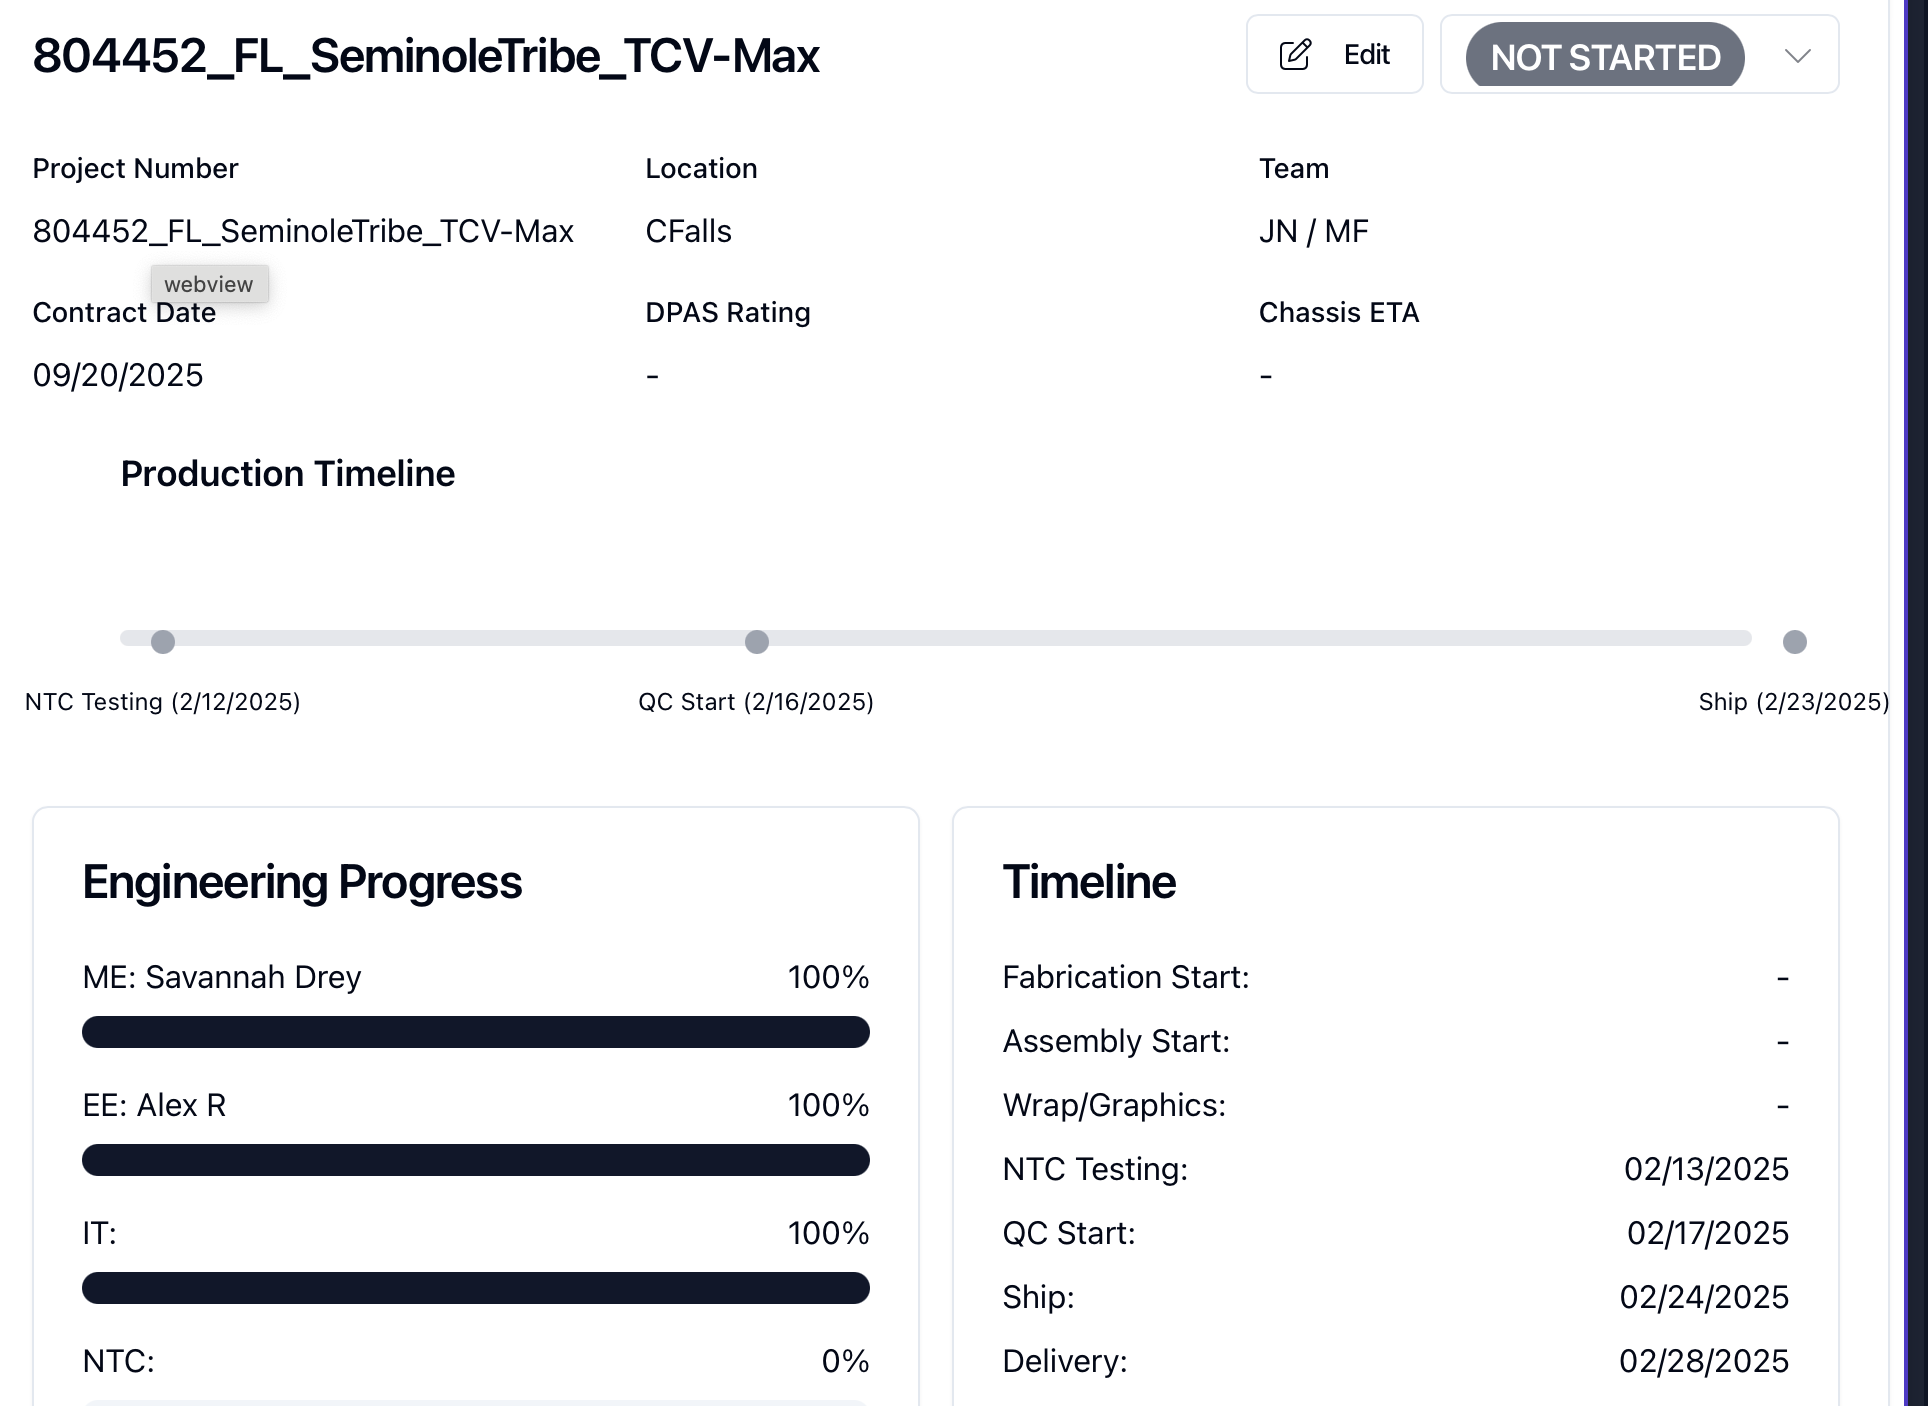 804452_FL_SeminoleTribe_TCV-Max
Edit
NOT STARTED
Project Number
Location
Team
804452_FL_SeminoleTribe_TCV-Max
CFalls
JN / MF
webview
Contract Date
DPAS Rating
Chassis ETA
09/20/2025
-
-
Production Timeline
NTC Testing (2/12/2025)
QC Start (2/16/2025)
Ship (2/23/2025)
Engineering Progress
ME: Savannah Drey 100%
EE: Alex R 100%
IT: 100%
NTC: 0%
Timeline
Fabrication Start: -
Assembly Start: -
Wrap/Graphics: -
NTC Testing: 02/13/2025
QC Start: 02/17/2025
Ship: 02/24/2025
Delivery: 02/28/2025